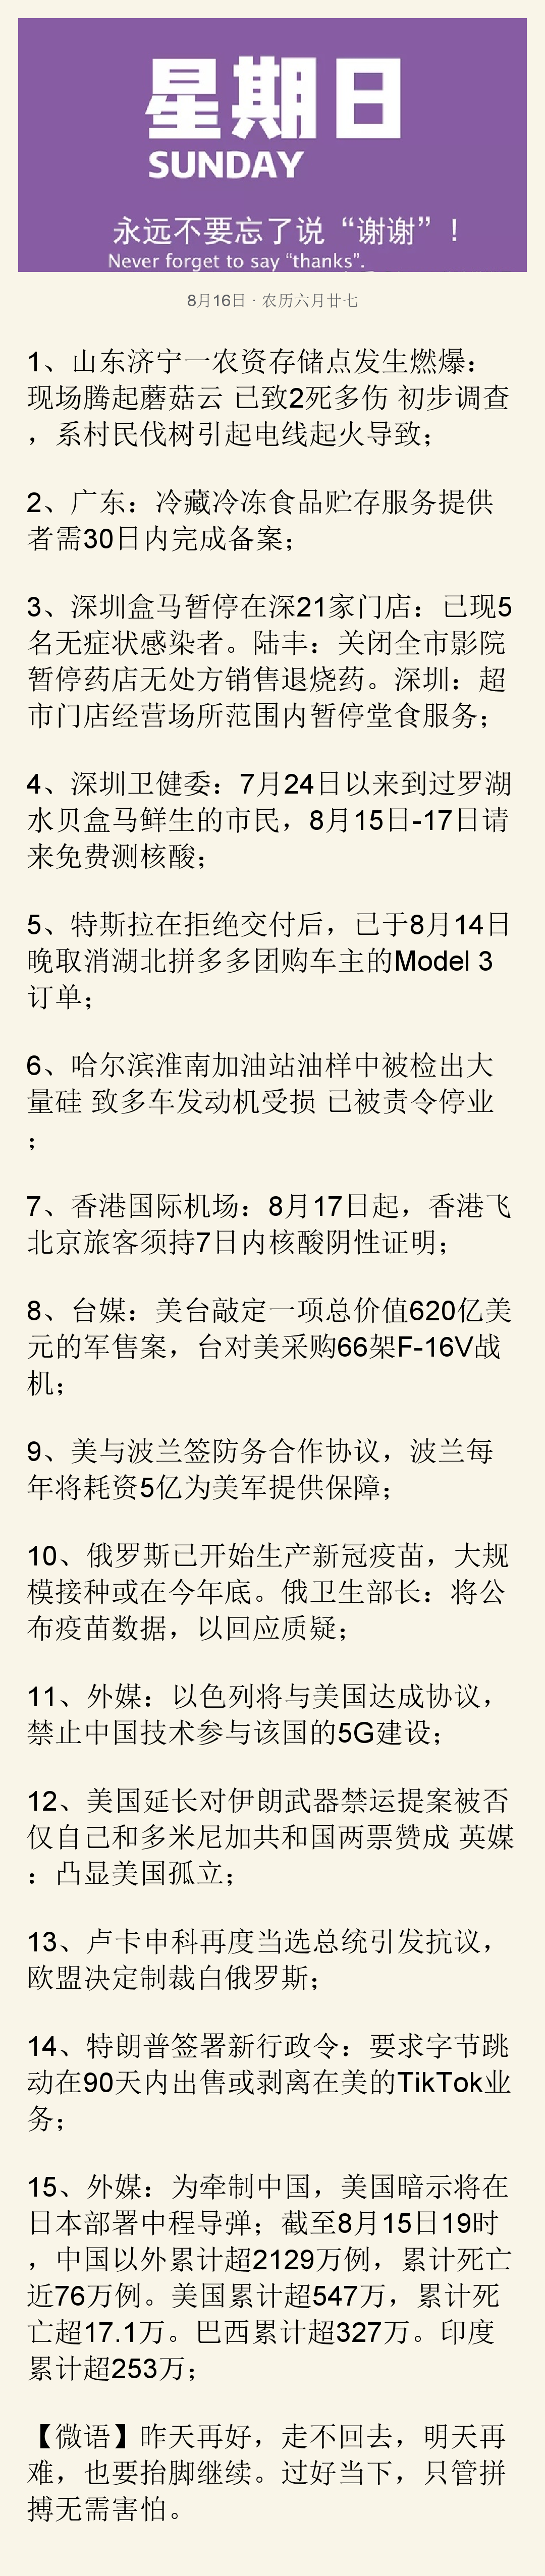 星期日
SUNDAY
永远不要忘了说“谢谢”！
Never forget to say “thanks”.
8月16日 · 农历六月廿七
1、山东济宁一农资存储点发生燃爆：
现场腾起蘑菇云 已致2死多伤 初步调查
，系村民伐树引起电线起火导致；
2、广东：冷藏冷冻食品贮存服务提供
者需30日内完成备案；
3、深圳盒马暂停在深21家门店：已现5
名无症状感染者。陆丰：关闭全市影院
暂停药店无处方销售退烧药。深圳：超
市门店经营场所范围内暂停堂食服务；
4、深圳卫健委：7月24日以来到过罗湖
水贝盒马鲜生的市民，8月15日-17日请
来免费测核酸；
5、特斯拉在拒绝交付后，已于8月14日
晚取消湖北拼多多团购车主的Model 3
订单；
6、哈尔滨淮南加油站油样中被检出大
量硅 致多车发动机受损 已被责令停业
；
7、香港国际机场：8月17日起，香港飞
北京旅客须持7日内核酸阴性证明；
8、台媒：美台敲定一项总价值620亿美
元的军售案，台对美采购66架F-16V战
机；
9、美与波兰签防务合作协议，波兰每
年将耗资5亿为美军提供保障；
10、俄罗斯已开始生产新冠疫苗，大规
模接种或在今年底。俄卫生部长：将公
布疫苗数据，以回应质疑；
11、外媒：以色列将与美国达成协议，
禁止中国技术参与该国的5G建设；
12、美国延长对伊朗武器禁运提案被否
仅自己和多米尼加共和国两票赞成 英媒
：凸显美国孤立；
13、卢卡申科再度当选总统引发抗议，
欧盟决定制裁白俄罗斯；
14、特朗普签署新行政令：要求字节跳
动在90天内出售或剥离在美的TikTok业
务；
15、外媒：为牵制中国，美国暗示将在
日本部署中程导弹；截至8月15日19时
，中国以外累计超2129万例，累计死亡
近76万例。美国累计超547万，累计死
亡超17.1万。巴西累计超327万。印度
累计超253万；
【微语】昨天再好，走不回去，明天再
难，也要抬脚继续。过好当下，只管拼
搏无需害怕。